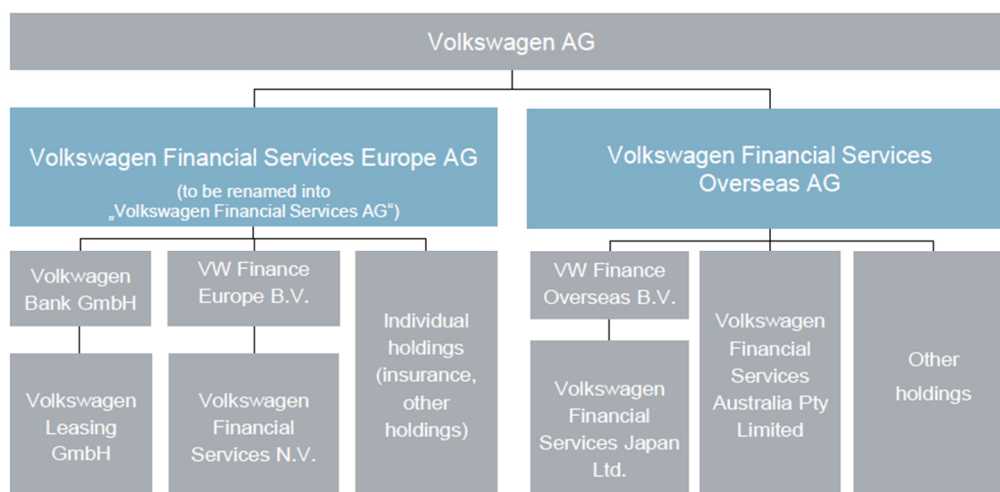 Volkswagen AG
Volkswagen Financial Services Europe AG
(to be renamed into
„Volkswagen Financial Services AG“)
Volkswagen Financial Services
Overseas AG
Volkwagen
Bank GmbH
VW Finance
Europe B.V.
Individual
holdings
(insurance,
other
holdings)
VW Finance
Overseas B.V.
Volkswagen
Financial
Services
Australia Pty
Limited
Other
holdings
Volkswagen
Leasing
GmbH
Volkswagen
Financial
Services N.V.
Volkswagen
Financial
Services Japan
Ltd.